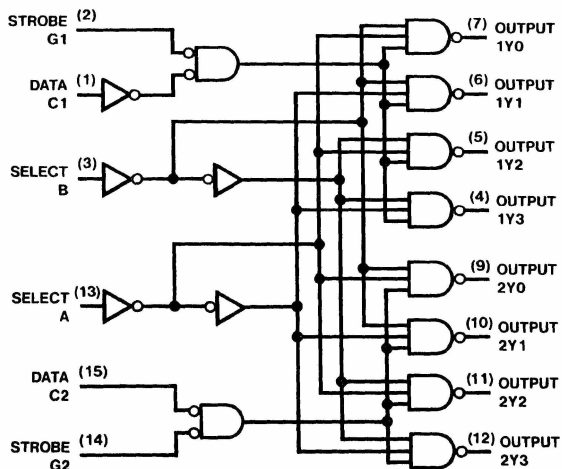 STROBE (2)
G1
DATA (1)
C1
SELECT (3)
B
SELECT (13)
A
DATA (15)
C2
STROBE (14)
G2
(7) OUTPUT
1Y0
(6) OUTPUT
1Y1
(5) OUTPUT
1Y2
(4) OUTPUT
1Y3
(9) OUTPUT
2Y0
(10) OUTPUT
2Y1
(11) OUTPUT
2Y2
(12) OUTPUT
2Y3